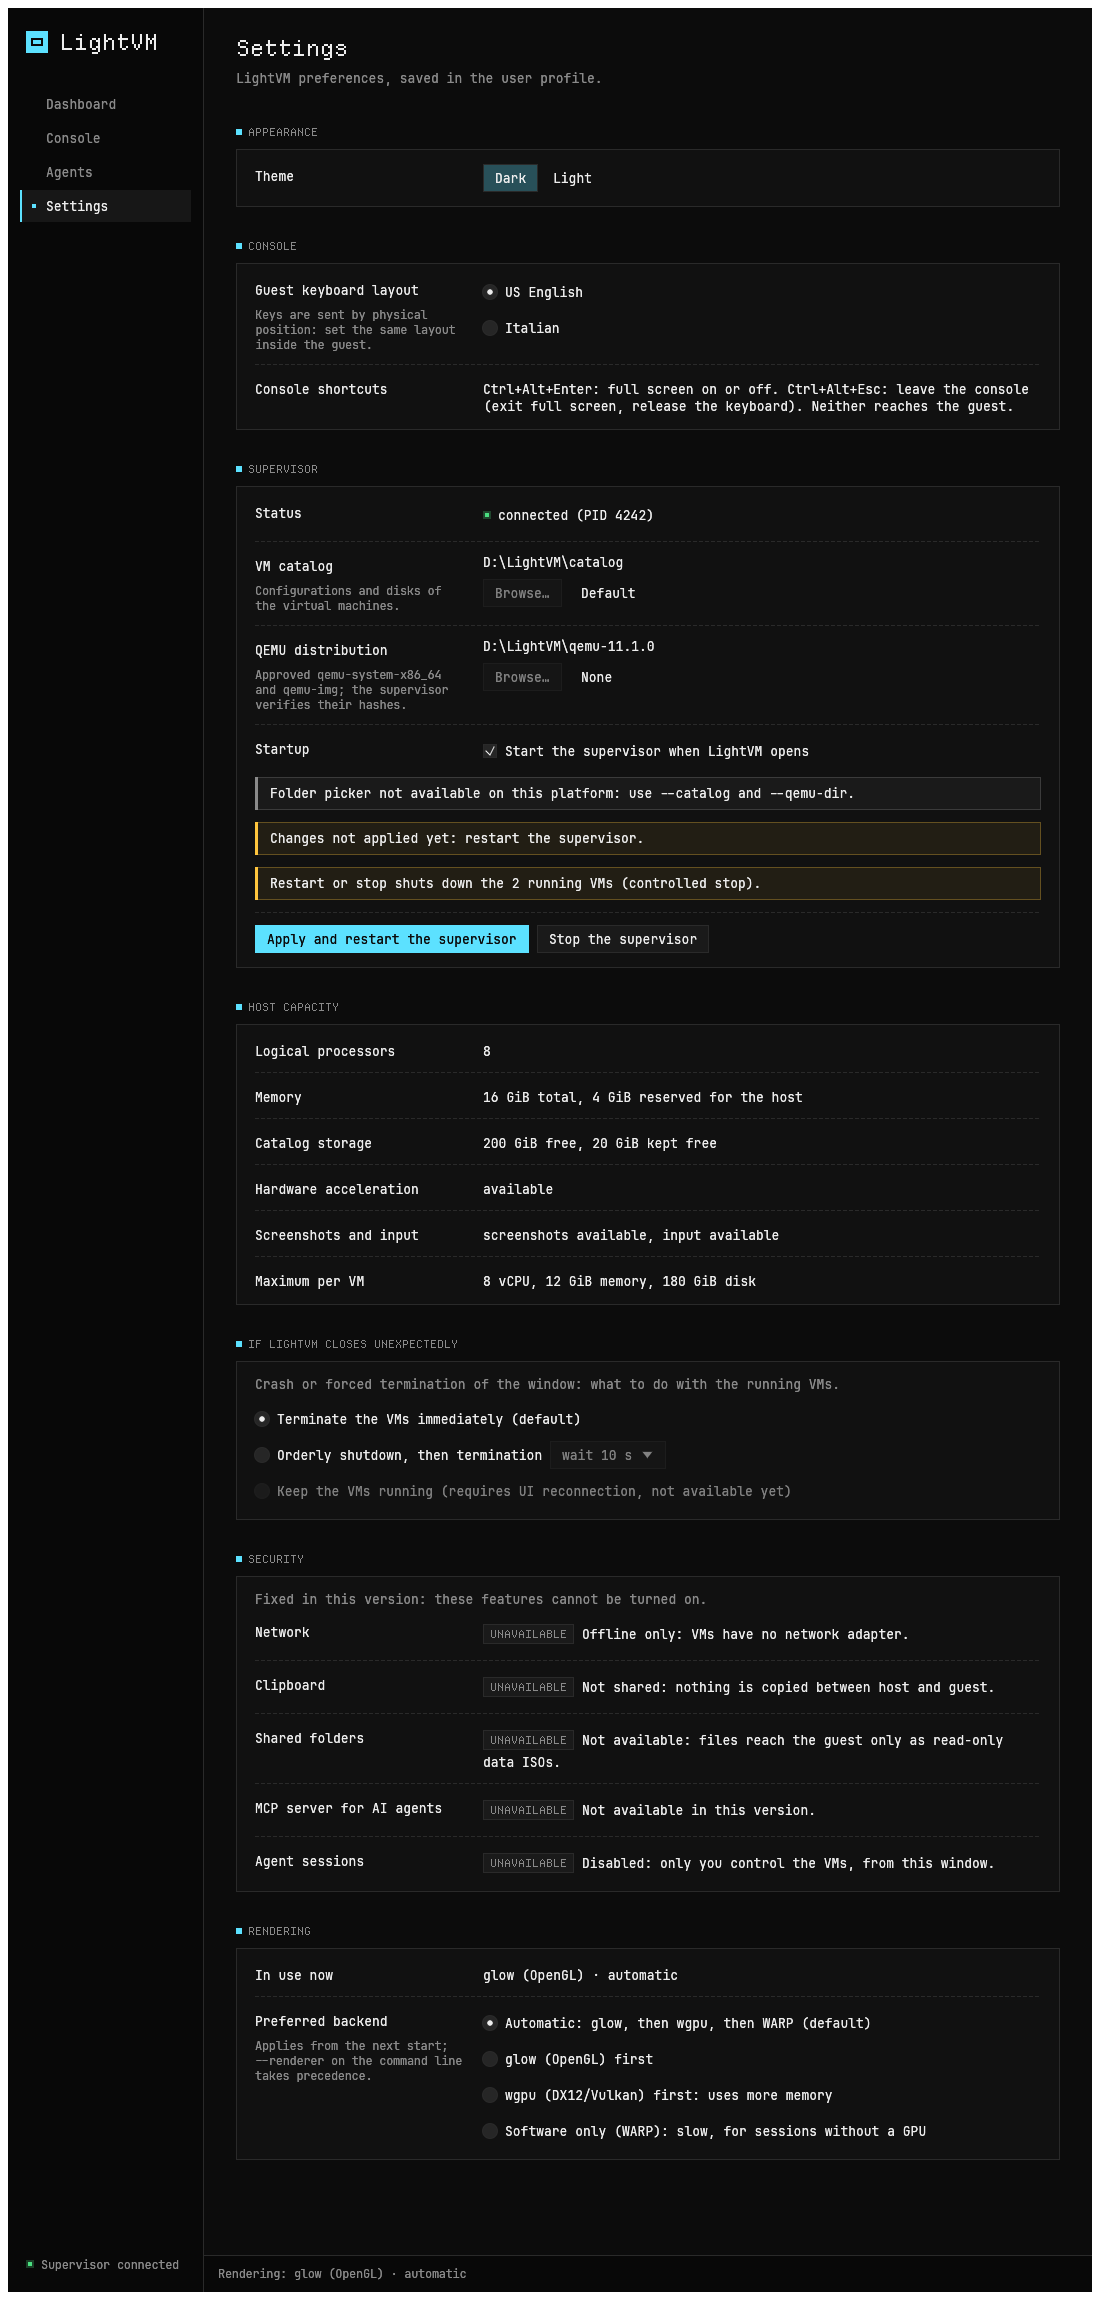 LightVM
Dashboard
Console
Agents
Settings
Settings
LightVM preferences, saved in the user profile.
APPEARANCE
Theme
Dark Light
CONSOLE
Guest keyboard layout
Keys are sent by physical
position: set the same layout
inside the guest.
US English
Italian
Console shortcuts
Ctrl+Alt+Enter: full screen on or off. Ctrl+Alt+Esc: leave the console
(exit full screen, release the keyboard). Neither reaches the guest.
SUPERVISOR
Status
connected (PID 4242)
VM catalog
Configurations and disks of
the virtual machines.
D:\LightVM\catalog
Browse… Default
QEMU distribution
Approved qemu-system-x86_64
and qemu-img; the supervisor
verifies their hashes.
D:\LightVM\qemu-11.1.0
Browse… None
Startup
Start the supervisor when LightVM opens
Folder picker not available on this platform: use --catalog and --qemu-dir.
Changes not applied yet: restart the supervisor.
Restart or stop shuts down the 2 running VMs (controlled stop).
Apply and restart the supervisor Stop the supervisor
HOST CAPACITY
Logical processors 8
Memory 16 GiB total, 4 GiB reserved for the host
Catalog storage 200 GiB free, 20 GiB kept free
Hardware acceleration available
Screenshots and input screenshots available, input available
Maximum per VM 8 vCPU, 12 GiB memory, 180 GiB disk
IF LIGHTVM CLOSES UNEXPECTEDLY
Crash or forced termination of the window: what to do with the running VMs.
Terminate the VMs immediately (default)
Orderly shutdown, then termination wait 10 s
Keep the VMs running (requires UI reconnection, not available yet)
SECURITY
Fixed in this version: these features cannot be turned on.
Network UNAVAILABLE Offline only: VMs have no network adapter.
Clipboard UNAVAILABLE Not shared: nothing is copied between host and guest.
Shared folders UNAVAILABLE Not available: files reach the guest only as read-only
data ISOs.
MCP server for AI agents UNAVAILABLE Not available in this version.
Agent sessions UNAVAILABLE Disabled: only you control the VMs, from this window.
RENDERING
In use now glow (OpenGL) · automatic
Preferred backend
Applies from the next start;
--renderer on the command line
takes precedence.
Automatic: glow, then wgpu, then WARP (default)
glow (OpenGL) first
wgpu (DX12/Vulkan) first: uses more memory
Software only (WARP): slow, for sessions without a GPU
Supervisor connected
Rendering: glow (OpenGL) · automatic